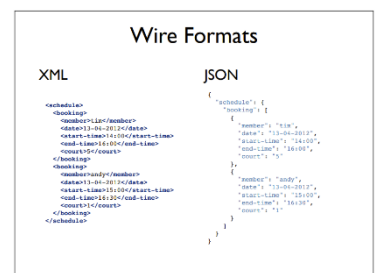 Wire Formats
XML
<schedule>
<booking>
<member>tim</member>
<date>13-04-2012</date>
<start-time>14:00</start-time>
<end-time>16:00</end-time>
<court>5</court>
</booking>
<booking>
<member>andy</member>
<date>13-04-2012</date>
<start-time>15:00</start-time>
<end-time>16:30</end-time>
<court>1</court>
</booking>
</schedule>
JSON
{
"schedule": {
"booking": [
{
"member": "tim",
"date": "13-04-2012",
"start-time": "14:00",
"end-time": "16:00",
"court": "5"
},
{
"member": "andy",
"date": "13-04-2012",
"start-time": "15:00",
"end-time": "16:30",
"court": "1"
}
]
}
}